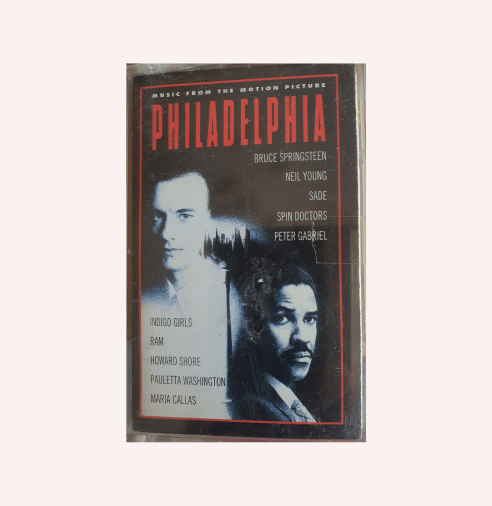 MUSIC FROM THE MOTION PICTURE
PHILADELPHIA
BRUCE SPRINGSTEEN
NEIL YOUNG
SADE
SPIN DOCTORS
PETER GABRIEL
INDIGO GIRLS
RAM
HOWARD SHORE
PAULETTA WASHINGTON
MARIA CALLAS